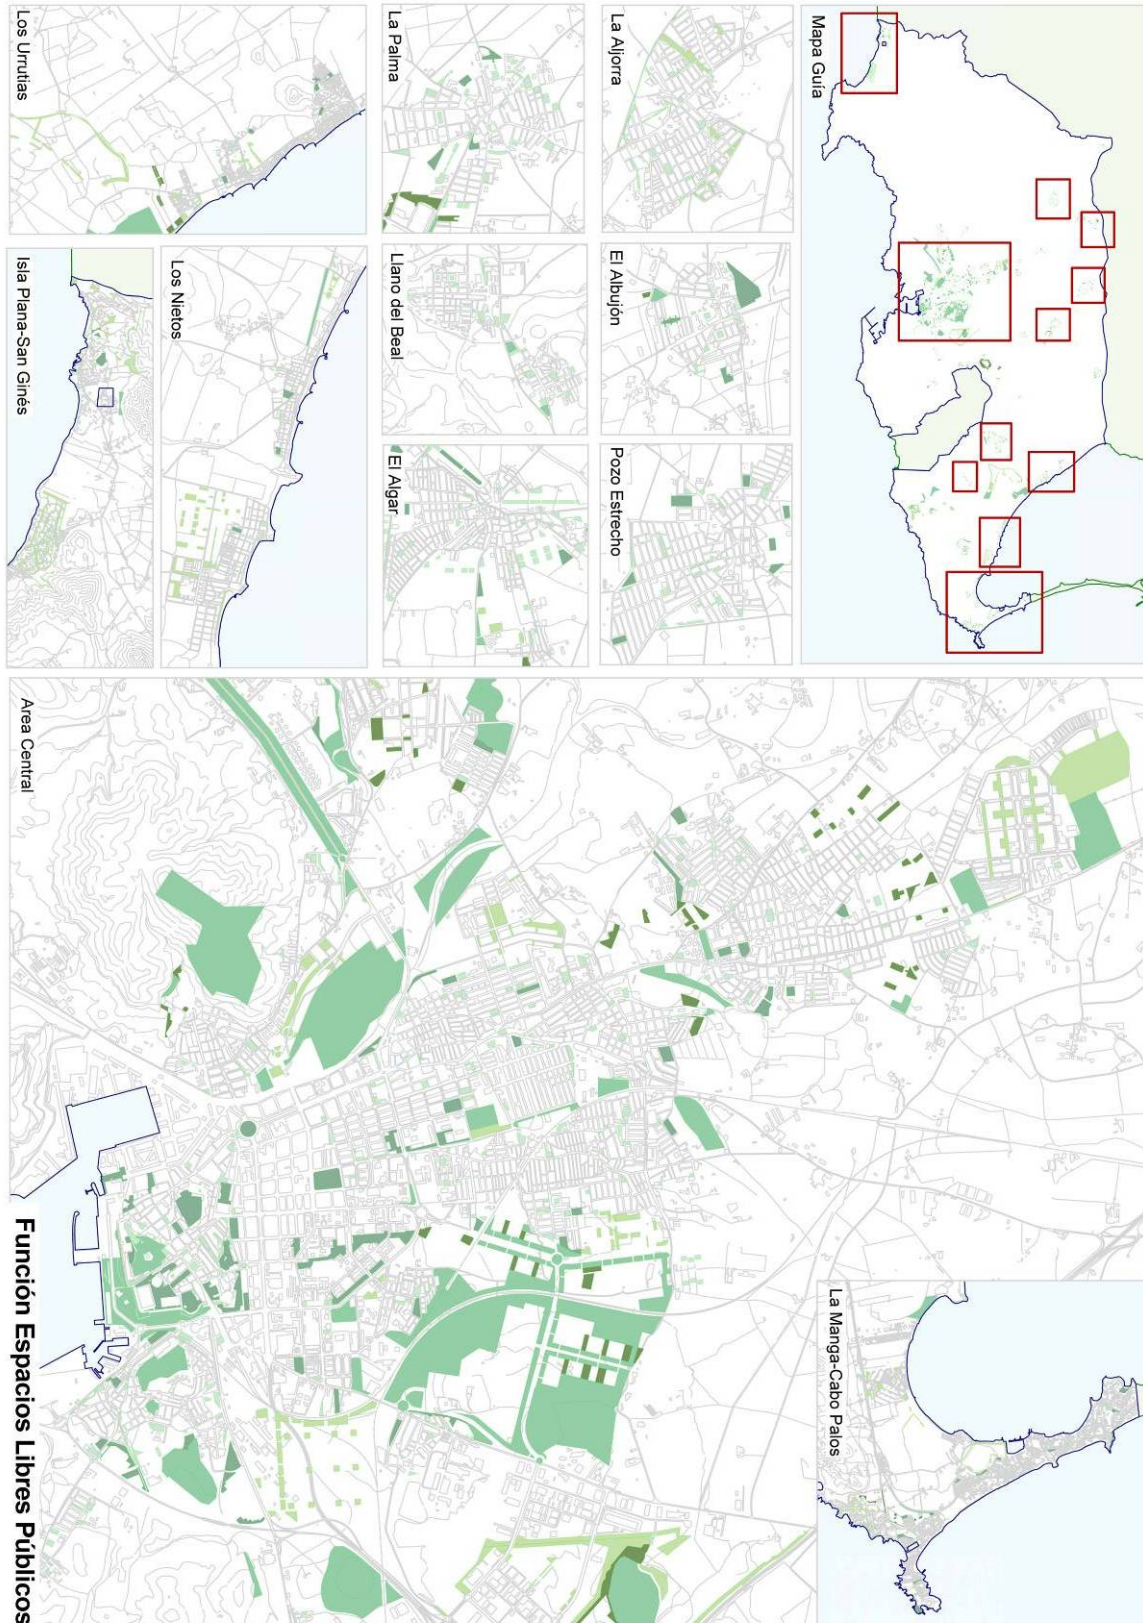 Mapa Guía
La Aljorra
El Albujón
Pozo Estrecho
La Palma
Llano del Beal
El Algar
Los Urrutias
Los Nietos
Isla Plana-San Ginés
La Manga-Cabo Palos
Area Central
Función Espacios Libres Públicos